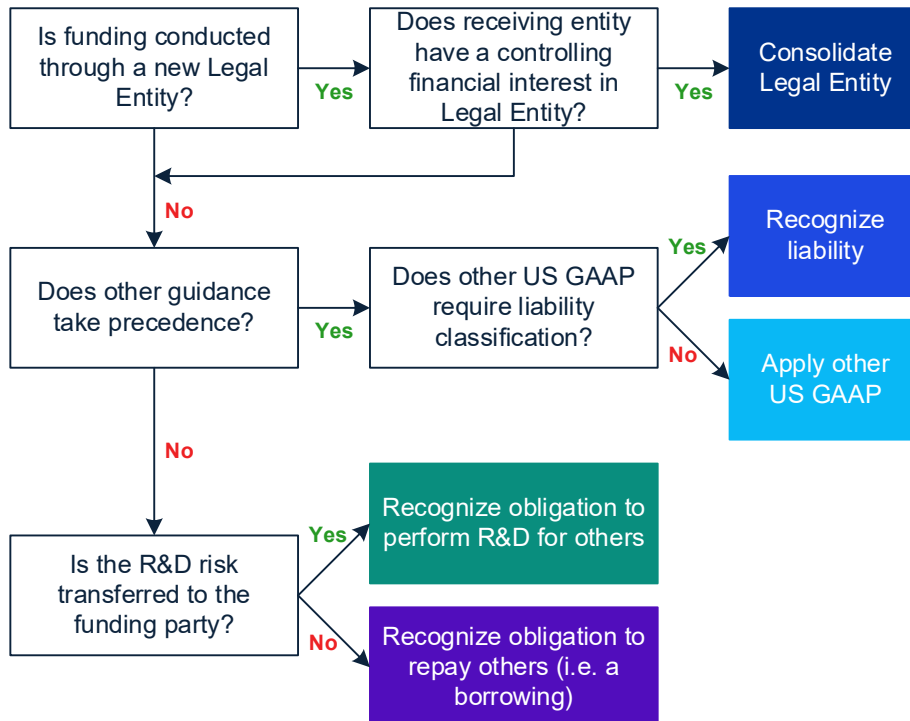 Is funding conducted
through a new Legal
Entity?
Yes
Does receiving entity
have a controlling
financial interest in
Legal Entity?
Yes
Consolidate
Legal Entity
No
Does other guidance
take precedence?
Yes
Does other US GAAP
require liability
classification?
Yes
Recognize
liability
No
Apply other
US GAAP
No
Is the R&D risk
transferred to the
funding party?
Yes
Recognize obligation to
perform R&D for others
No
Recognize obligation to
repay others (i.e. a
borrowing)